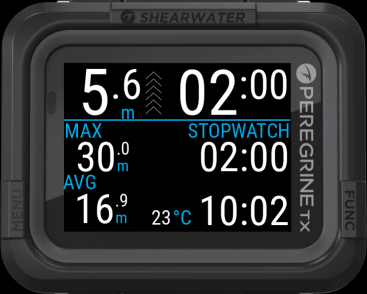 SHEARWATER
5.6 m 02:00
MAX STOPWATCH
30.0 m 02:00
AVG
16.9 m 23°C 10:02
PEREGRINE TX
MENU
FUNC